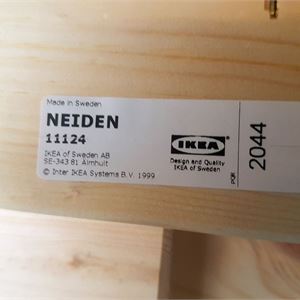 Made in Sweden
NEIDEN
11124
IKEA of Sweden AB
SE-343 81 Älmhult
© Inter IKEA Systems B.V. 1999
IKEA
Design and Quality
IKEA of Sweden
PQR
2044